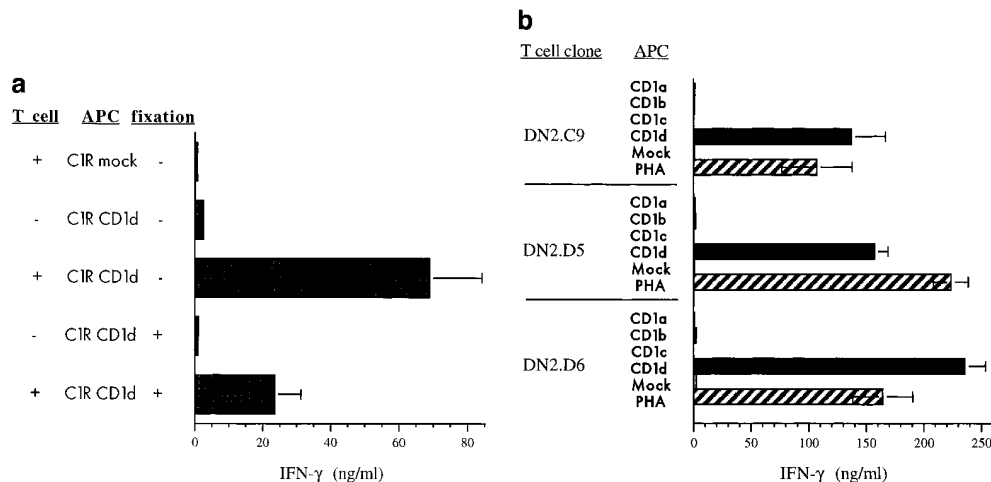 a
T cell APC fixation
+ C1R mock -
- C1R CD1d -
+ C1R CD1d -
- C1R CD1d +
+ C1R CD1d +
0 20 40 60 80
IFN-γ (ng/ml)
b
T cell clone APC
DN2.C9
CD1a
CD1b
CD1c
CD1d
Mock
PHA
DN2.D5
CD1a
CD1b
CD1c
CD1d
Mock
PHA
DN2.D6
CD1a
CD1b
CD1c
CD1d
Mock
PHA
0 50 100 150 200 250
IFN-γ (ng/ml)